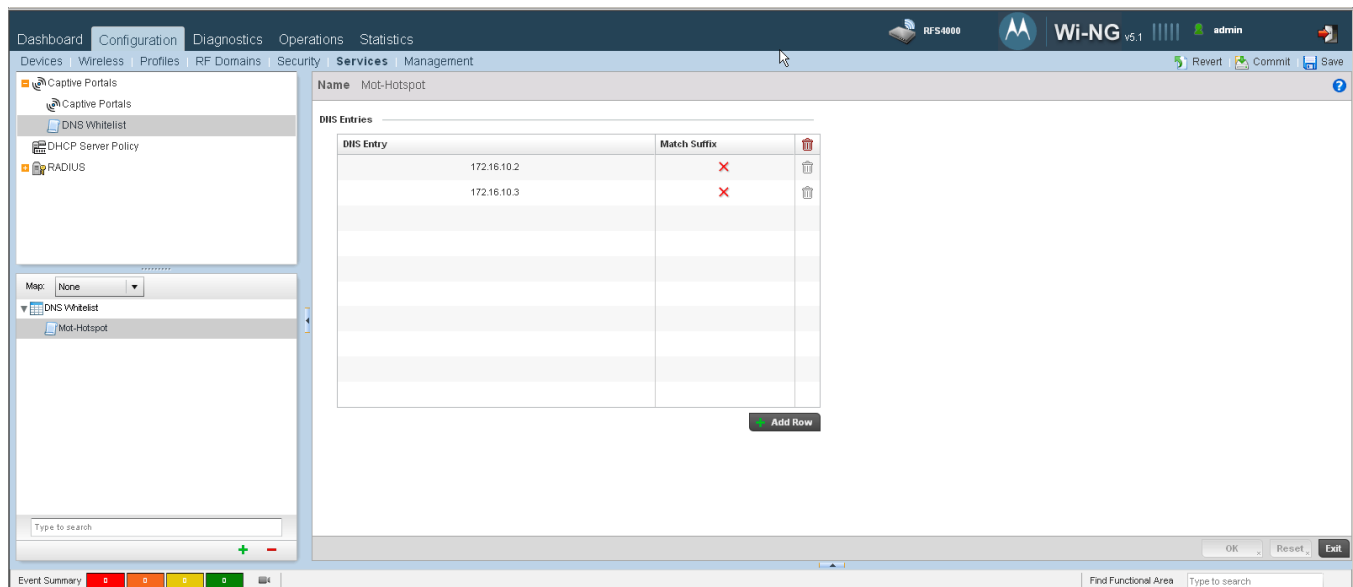 Dashboard Configuration Diagnostics Operations Statistics RFS4000 Wi-NG v5.1 admin
Devices | Wireless | Profiles | RF Domains | Security | Services | Management Revert | Commit | Save
Captive Portals
Captive Portals
DNS Whitelist
DHCP Server Policy
RADIUS
Name Mot-Hotspot
DNS Entries
DNS Entry Match Suffix
172.16.10.2
172.16.10.3
Add Row
Map: None
DNS Whitelist
Mot-Hotspot
Type to search
OK Reset Exit
Event Summary 0 0 0 0 Find Functional Area Type to search